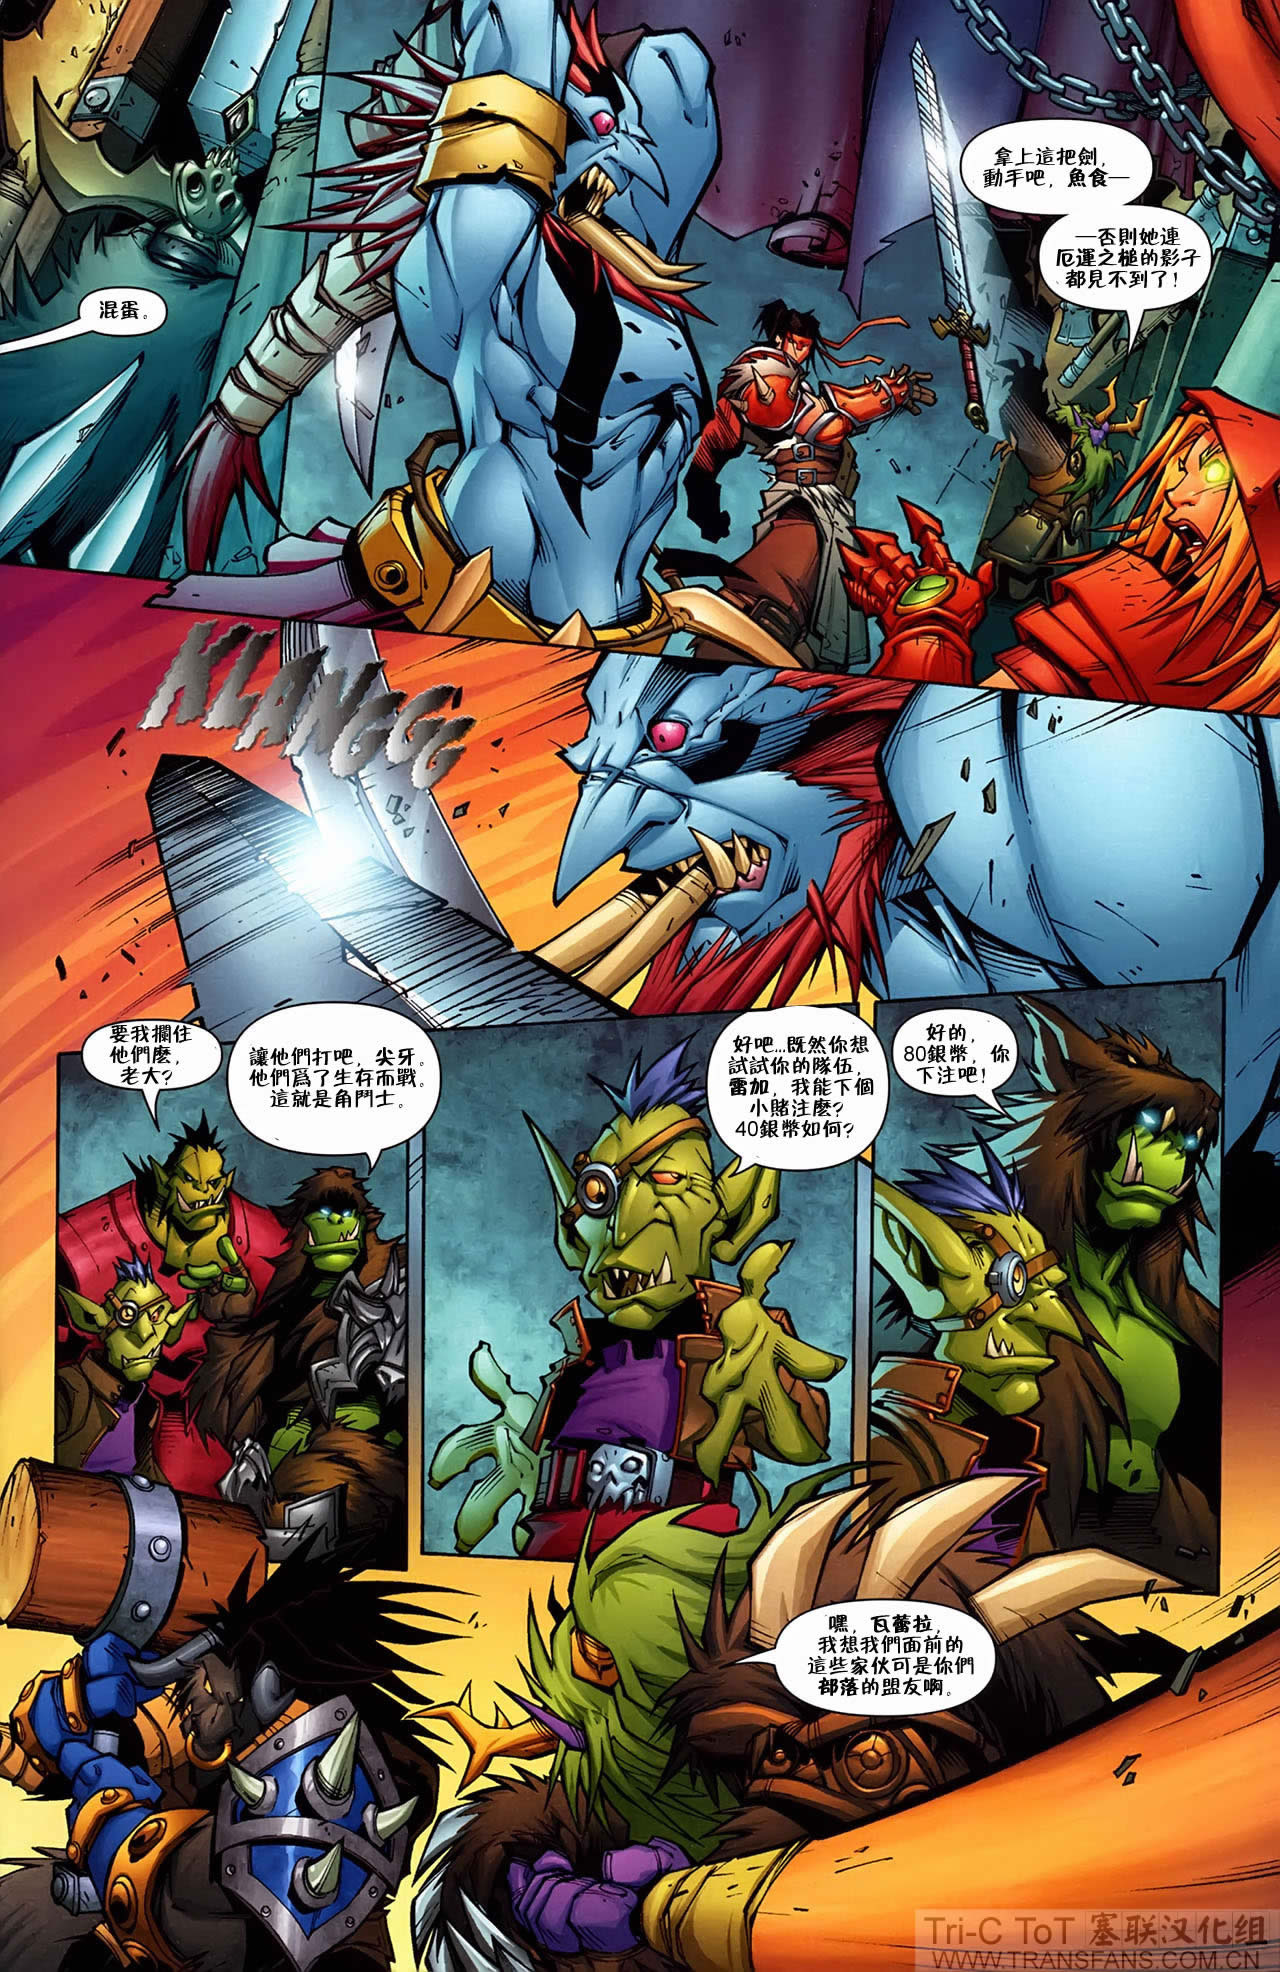 拿上這把劍，
動手吧，魚食—
—否則她連
厄運之槌的影子
都見不到了！
混蛋。
KLANGGGG
要我攔住
他們麼，
老大？
讓他們打吧，尖牙。
他們爲了生存而戰。
這就是角鬥士。
好吧...既然你想
試試你的隊伍，
雷加，我能下個
小賭注麼？
40銀幣如何？
好的，
80銀幣，你
下注吧！
嘿，瓦蕾拉，
我想我們面前的
這些家伙可是你們
部落的盟友啊。
Tri-C ToT 塞联汉化组
WWW.TRANSFANS.COM.CN